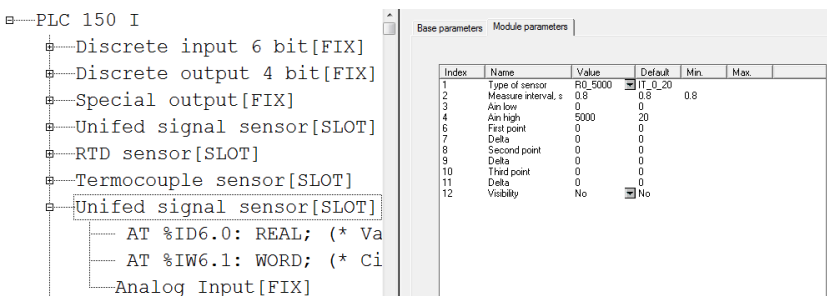 PLC 150 I
Discrete input 6 bit[FIX]
Discrete output 4 bit[FIX]
Special output[FIX]
Unifed signal sensor[SLOT]
RTD sensor[SLOT]
Termocouple sensor[SLOT]
Unifed signal sensor[SLOT]
AT %ID6.0: REAL; (* Va
AT %IW6.1: WORD; (* Ci
Analog Input[FIX]
Base parameters Module parameters
Index Name Value Default Min. Max.
1 Type of sensor R0_5000 IT_0_20
2 Measure interval, s 0.8 0.8 0.8
3 Ain low 0 0
4 Ain high 5000 20
6 First point 0 0
7 Delta 0 0
8 Second point 0 0
9 Delta 0 0
10 Third point 0 0
11 Delta 0 0
12 Visibility No No